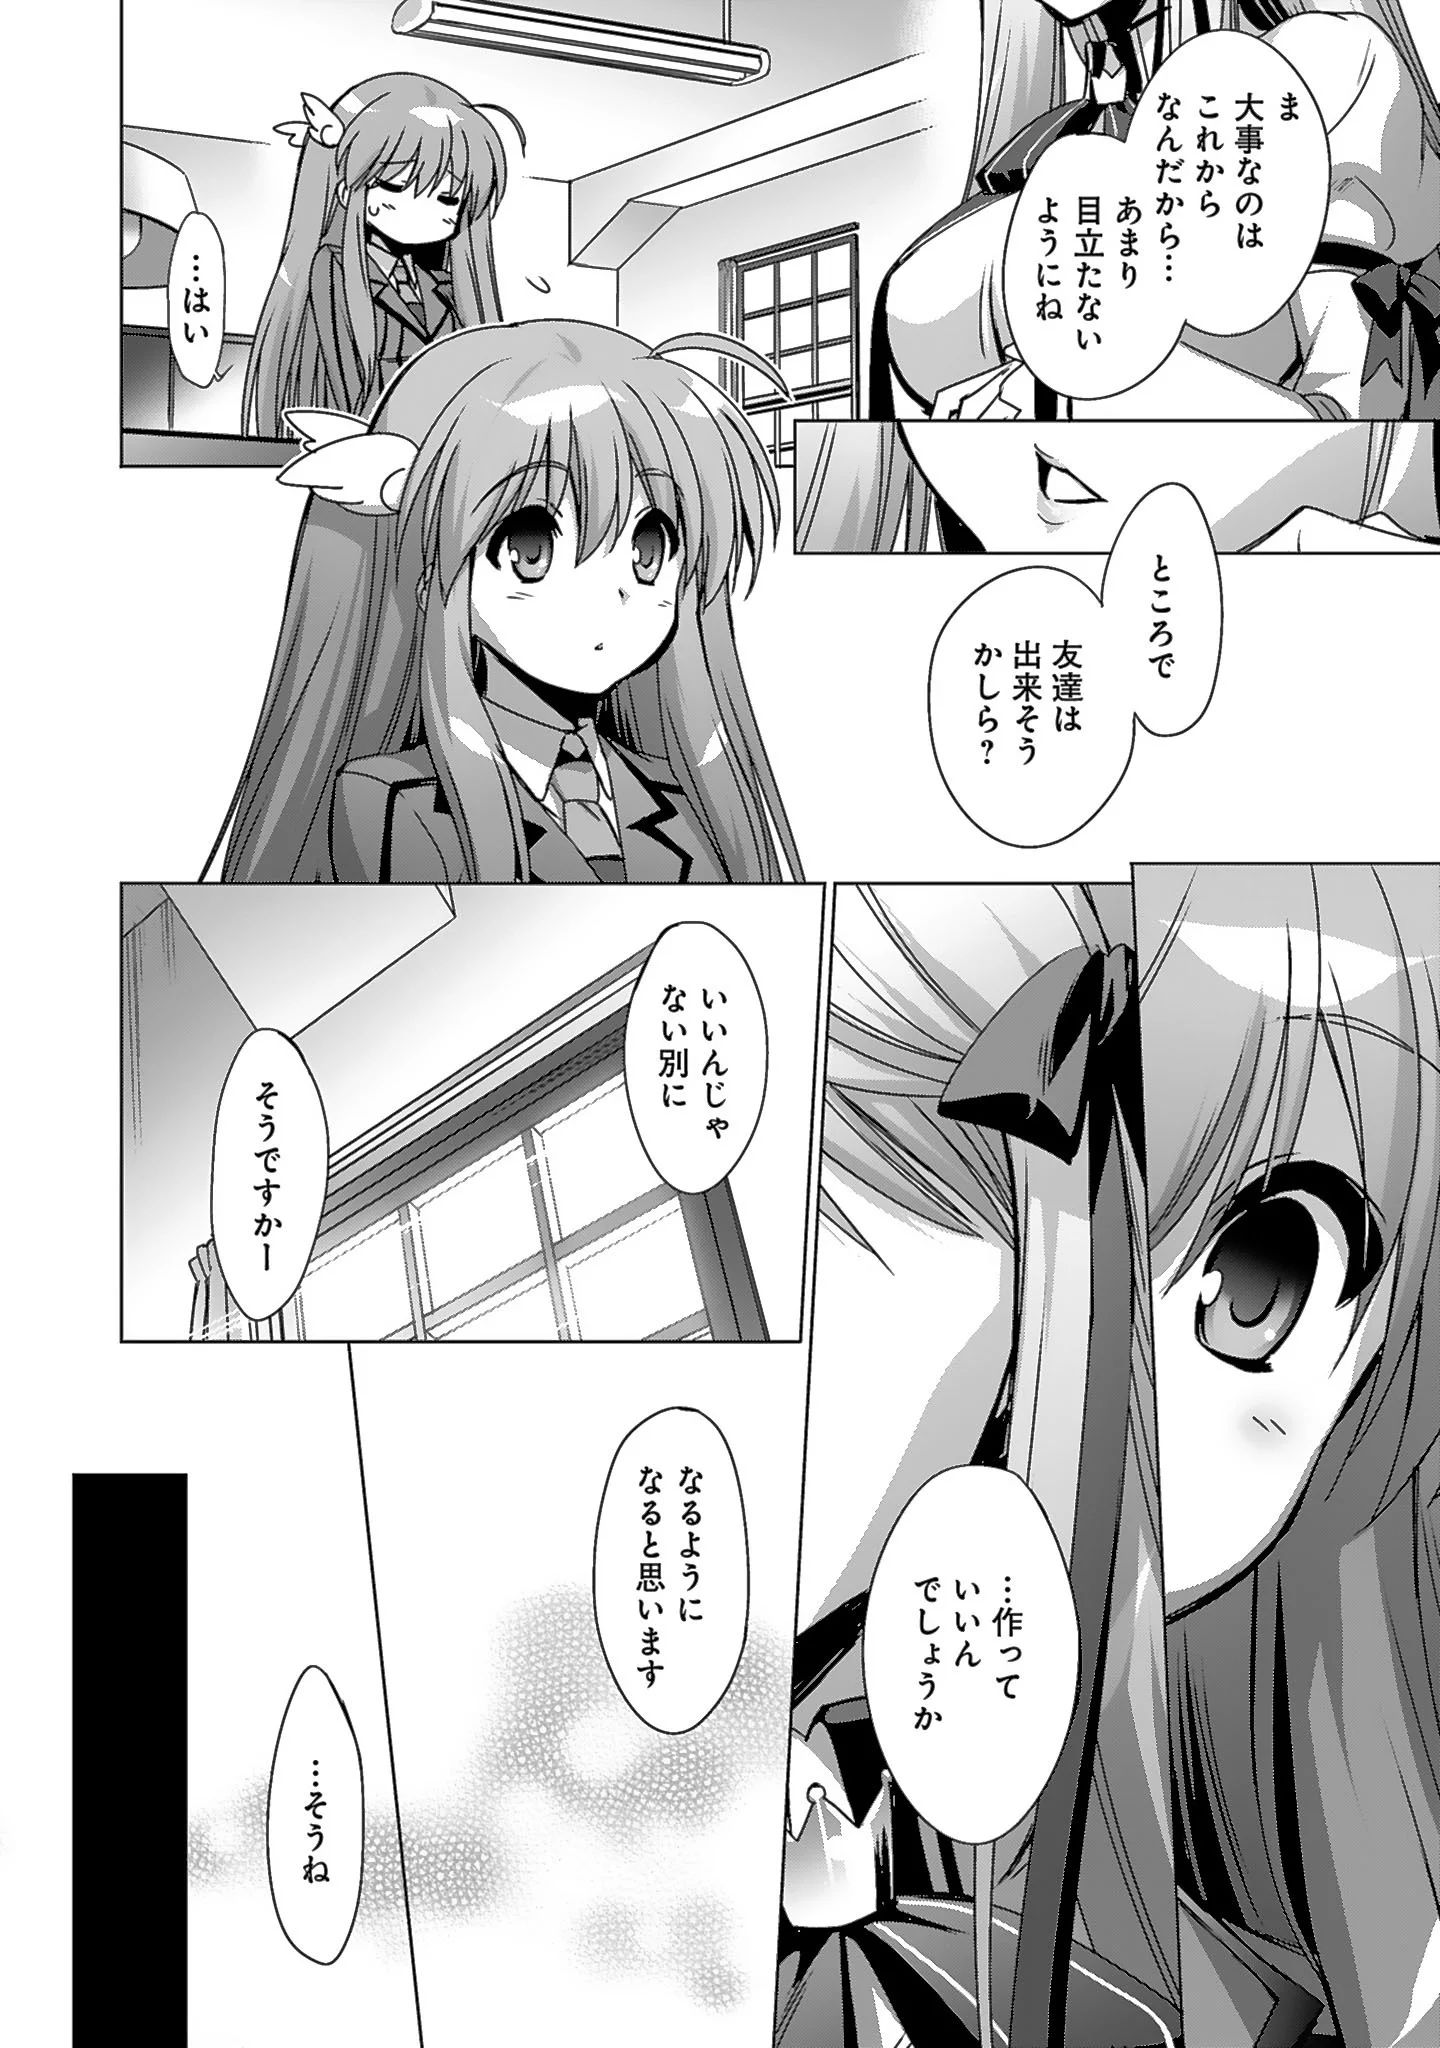 ま
大事なのは
これから
なんだから…
あまり
目立たない
ようにね
…はい
ところで
友達は
出来そう
かしら？
…作って
いいん
でしょうか
いいんじゃ
ない別に
そうですかー
なるように
なると思います
…そうね